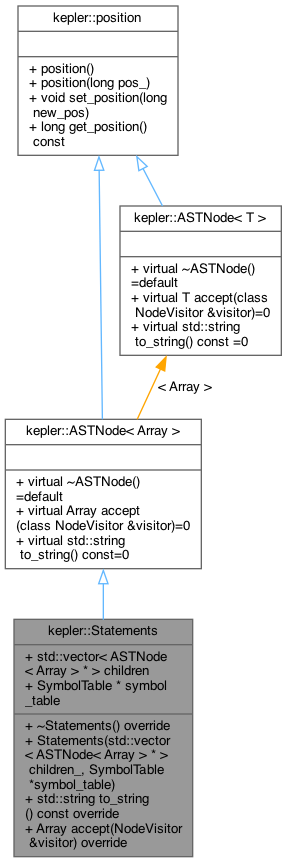 kepler::position
+ position()
+ position(long pos_)
+ void set_position(long
new_pos)
+ long get_position()
const
kepler::ASTNode< T >
+ virtual ~ASTNode()
=default
+ virtual T accept(class
NodeVisitor &visitor)=0
+ virtual std::string
to_string() const =0
< Array >
kepler::ASTNode< Array >
+ virtual ~ASTNode()
=default
+ virtual Array accept
(class NodeVisitor &visitor)=0
+ virtual std::string
to_string() const=0
kepler::Statements
+ std::vector< ASTNode
< Array > * > children
+ SymbolTable * symbol
_table
+ ~Statements() override
+ Statements(std::vector
< ASTNode< Array > * >
children_, SymbolTable
*symbol_table)
+ std::string to_string
() const override
+ Array accept(NodeVisitor
&visitor) override